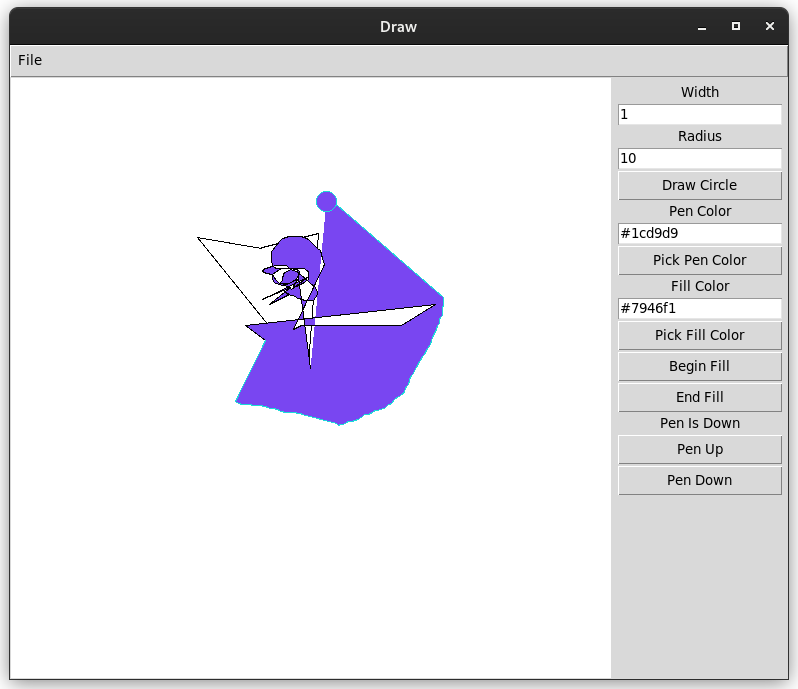 Draw
File
Width
1
Radius
10
Draw Circle
Pen Color
#1cd9d9
Pick Pen Color
Fill Color
#7946f1
Pick Fill Color
Begin Fill
End Fill
Pen Is Down
Pen Up
Pen Down